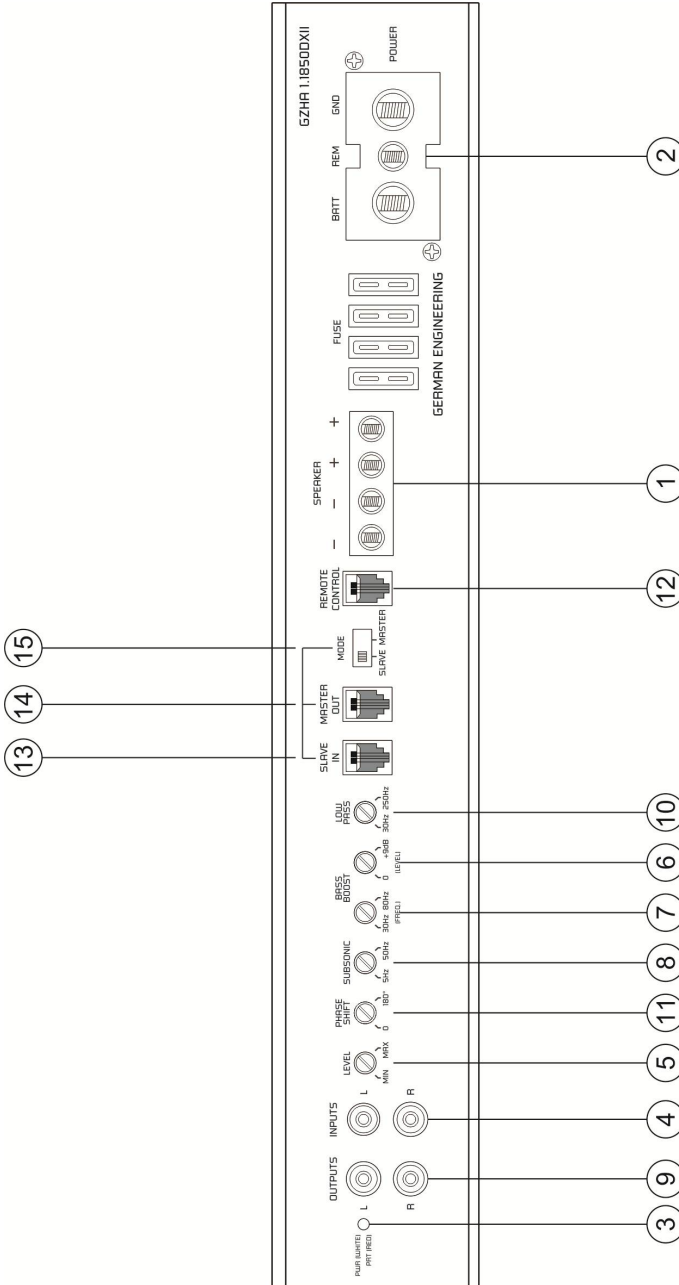 GZHA 1.1850DXII
POWER
BATT
REM
GND
FUSE
GERMAN ENGINEERING
SPEAKER
− − + +
REMOTE
CONTROL
MODE
SLAVE
MASTER
MASTER
OUT
SLAVE
IN
LOW
PASS
30Hz
250Hz
BASS
BOOST
0
+9dB
(LEVEL)
30Hz
80Hz
(FREQ.)
SUBSONIC
5Hz
50Hz
PHASE
SHIFT
0
180°
LEVEL
MIN
MAX
INPUTS
L
R
OUTPUTS
L
R
PWR (WHITE)
PRT (RED)
13
14
15
3
9
4
5
11
8
7
6
10
12
1
2